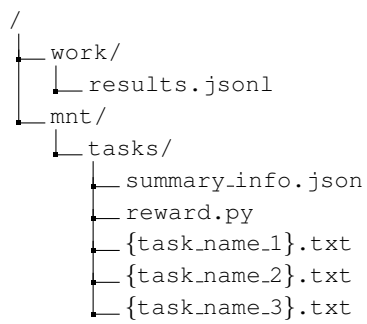 /
work/
results.jsonl
mnt/
tasks/
summary_info.json
reward.py
{task_name_1}.txt
{task_name_2}.txt
{task_name_3}.txt